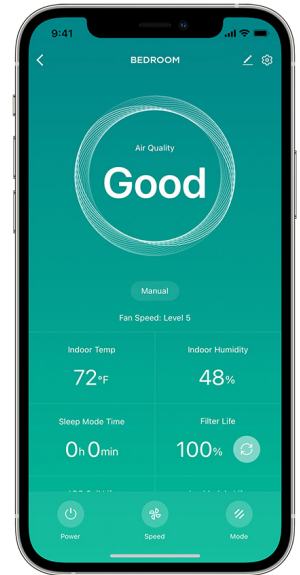 9:41
BEDROOM
Air Quality
Good
Manual
Fan Speed: Level 5
Indoor Temp
Indoor Humidity
72°F
48%
Sleep Mode Time
Filter Life
0h 0min
100%
Power
Speed
Mode